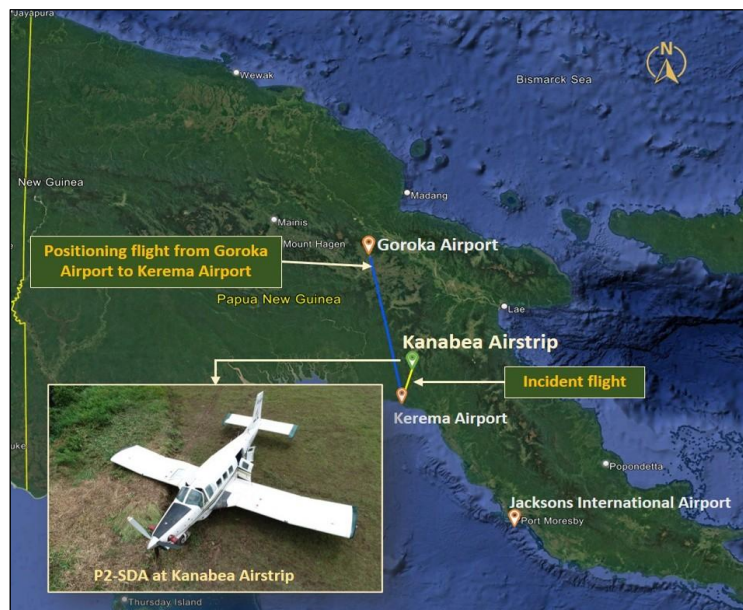 Jayapura
N
Wewak
Bismarck Sea
New Guinea
Madang
Mainis
Mount Hagen
Goroka Airport
Positioning flight from Goroka
Airport to Kerema Airport
Papua New Guinea
Lae
Kanabea Airstrip
Incident flight
Kerema Airport
Popondetta
Jacksons International Airport
Port Moresby
P2-SDA at Kanabea Airstrip
Thursday Island